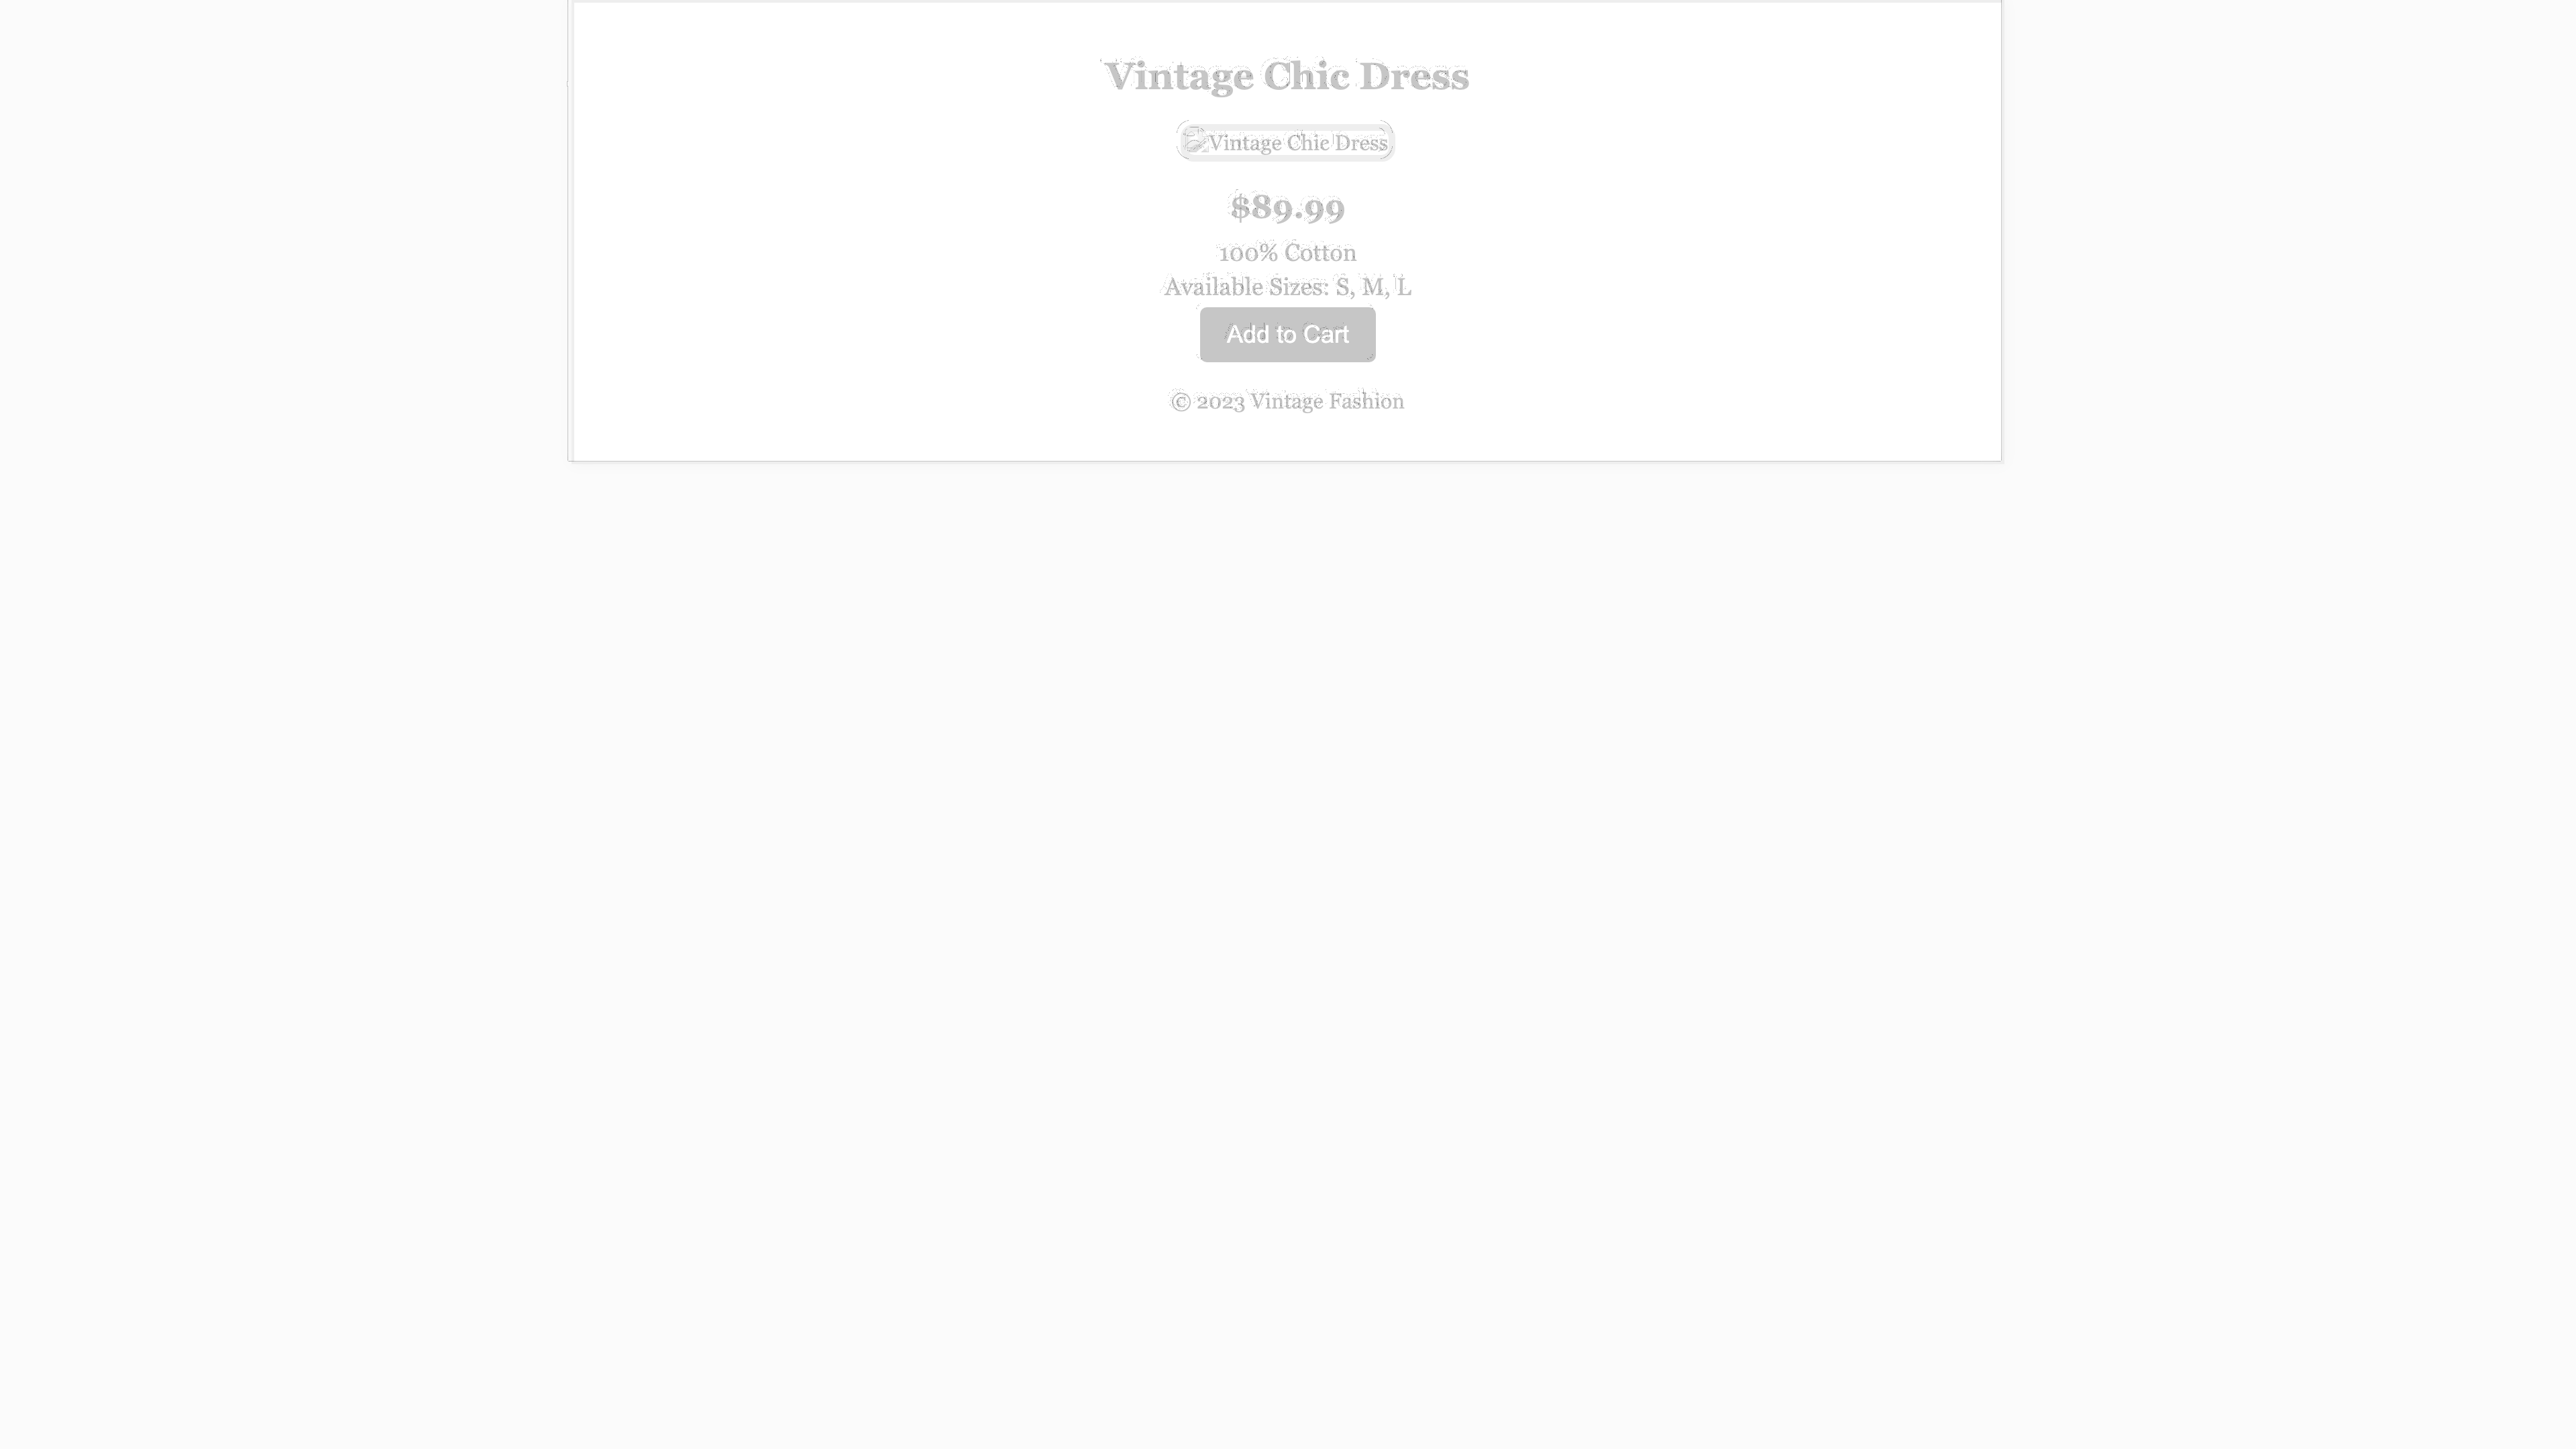 Vintage Chic Dress
Vintage Chic Dress
$89.99
100% Cotton
Available Sizes: S, M, L
Add to Cart
© 2023 Vintage Fashion